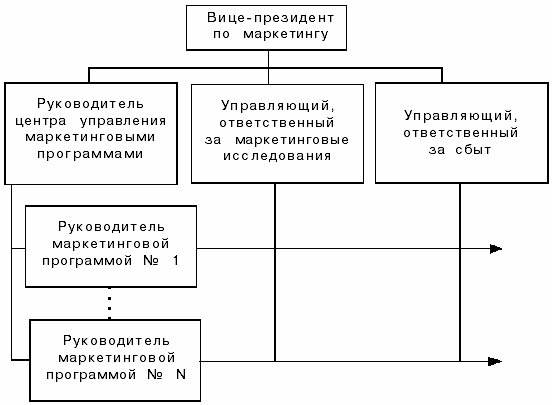 Вице-президент
по маркетингу
Руководитель
центра управления
маркетинговыми
программами
Управляющий,
ответственный
за маркетинговые
исследования
Управляющий,
ответственный
за сбыт
Руководитель
маркетинговой
программой № 1
Руководитель
маркетинговой
программой № N